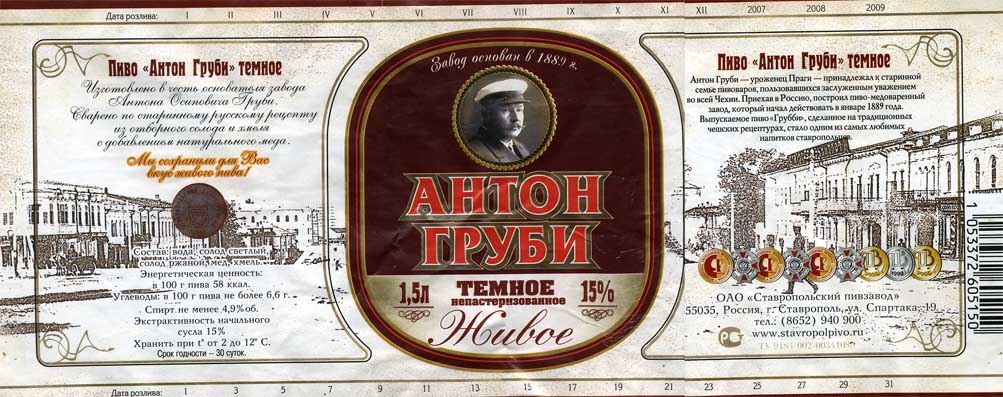 Дата розлива: I II III IV V VI VII VIII IX X XI XII 2007 2008 2009
Пиво «Антон Груби» темное
Изготовлено в честь основателя завода
Антона Осиповича Груби.
Сварено по старинному русскому рецепту
из отборного солода и хмеля
с добавлением натурального меда.
Мы сохранили для Вас
вкус живого пива!
Состав: вода, солод светлый,
солод ржаной, мед, хмель.
Энергетическая ценность:
в 100 г пива 58 ккал.
Углеводы: в 100 г пива не более 6,6 г.
Спирт не менее 4,9% об.
Экстрактивность начального
сусла 15%
Хранить при t° от 2 до 12° С.
Срок годности – 30 суток.
Завод основан в 1889 г.
АНТОН
ГРУБИ
1,5л
ТЕМНОЕ
непастеризованное
15%
Живое
Пиво «Антон Груби» темное
Антон Груби — уроженец Праги — принадлежал к старинной
семье пивоваров, пользовавшихся заслуженным уважением
во всей Чехии. Приехав в Россию, построил пиво-медоваренный
завод, который начал действовать в январе 1889 года.
Выпускаемое пиво «Грубби», сделанное на традиционных
чешских рецептурах, стало одним из самых любимых
напитков ставропольцев.
ОАО «Ставропольский пивзавод»
55035, Россия, г. Ставрополь, ул. Спартака, 19.
тел.: (8652) 940 900
www.stavropolpivo.ru
1 053372 605150
Дата розлива: 1 3 5 7 9 11 13 15 17 19 21 23 25 27 29 31